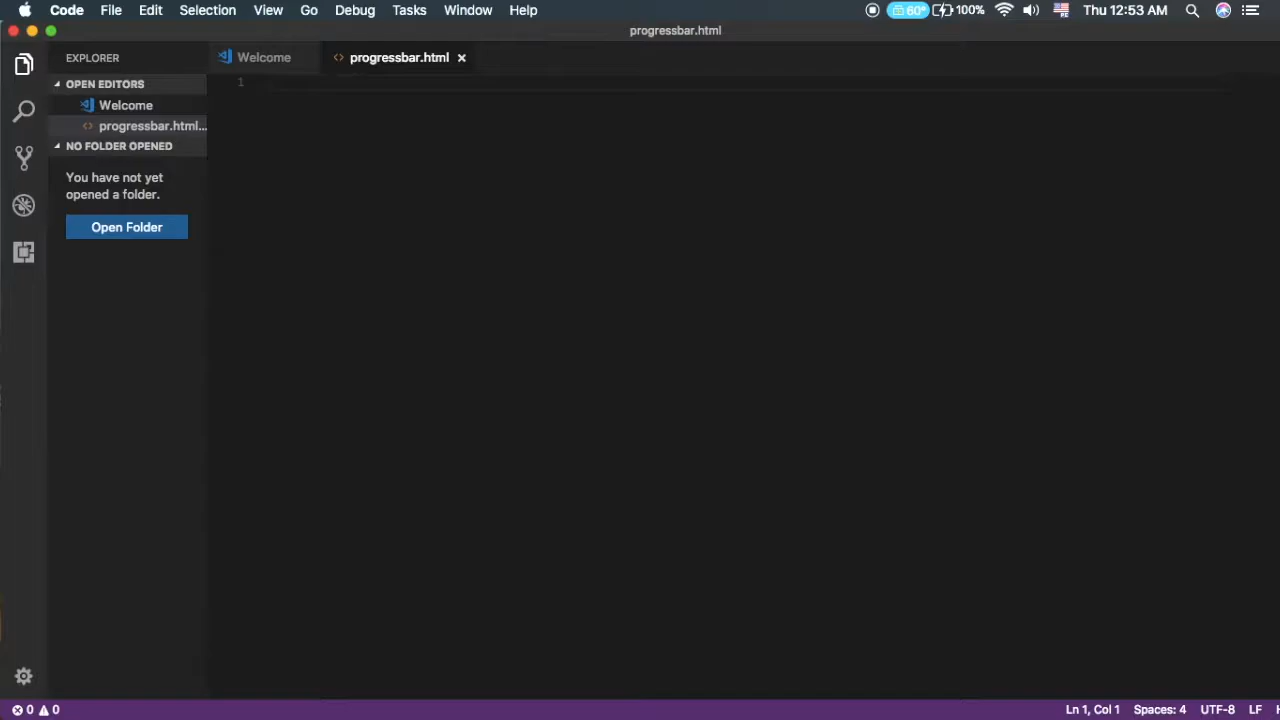 Code File Edit Selection View Go Debug Tasks Window Help 60° 100% Thu 12:53 AM
progressbar.html
EXPLORER
OPEN EDITORS
Welcome
progressbar.html...
NO FOLDER OPENED
You have not yet
opened a folder.
Open Folder
Welcome progressbar.html
1
0 0 Ln 1, Col 1 Spaces: 4 UTF-8 LF